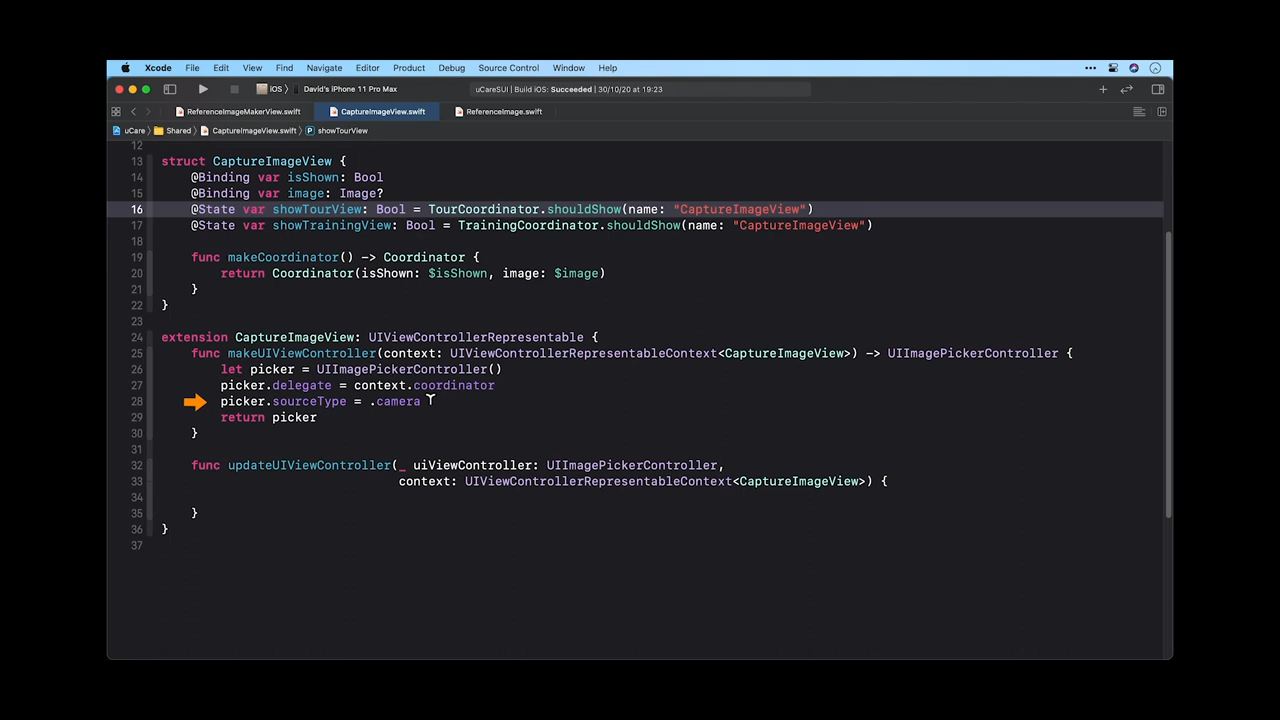 Xcode File Edit View Find Navigate Editor Product Debug Source Control Window Help
iOS David's iPhone 11 Pro Max uCareSUI | Build iOS: Succeeded | 30/10/20 at 19:23
ReferenceImageMakerView.swift CaptureImageView.swift ReferenceImage.swift
uCare Shared CaptureImageView.swift P showTourView
12
13 struct CaptureImageView {
14 @Binding var isShown: Bool
15 @Binding var image: Image?
16 @State var showTourView: Bool = TourCoordinator.shouldShow(name: "CaptureImageView")
17 @State var showTrainingView: Bool = TrainingCoordinator.shouldShow(name: "CaptureImageView")
18
19 func makeCoordinator() -> Coordinator {
20 return Coordinator(isShown: $isShown, image: $image)
21 }
22 }
23
24 extension CaptureImageView: UIViewControllerRepresentable {
25 func makeUIViewController(context: UIViewControllerRepresentableContext<CaptureImageView>) -> UIImagePickerController {
26 let picker = UIImagePickerController()
27 picker.delegate = context.coordinator
28 picker.sourceType = .camera
29 return picker
30 }
31
32 func updateUIViewController(_ uiViewController: UIImagePickerController,
33 context: UIViewControllerRepresentableContext<CaptureImageView>) {
34
35 }
36 }
37